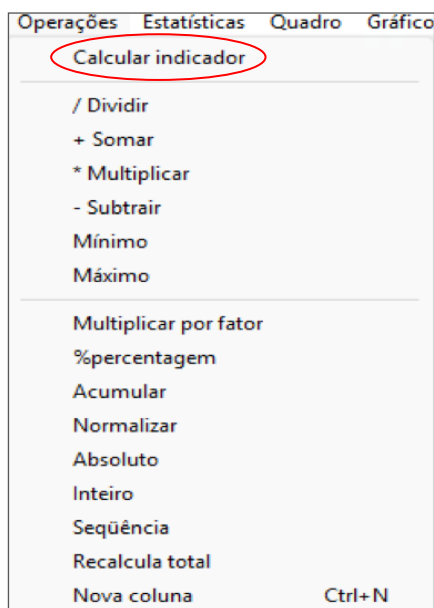 Operações Estatísticas Quadro Gráfico
Calcular indicador
/ Dividir
+ Somar
* Multiplicar
- Subtrair
Mínimo
Máximo
Multiplicar por fator
%percentagem
Acumular
Normalizar
Absoluto
Inteiro
Seqüência
Recalcula total
Nova coluna Ctrl+N